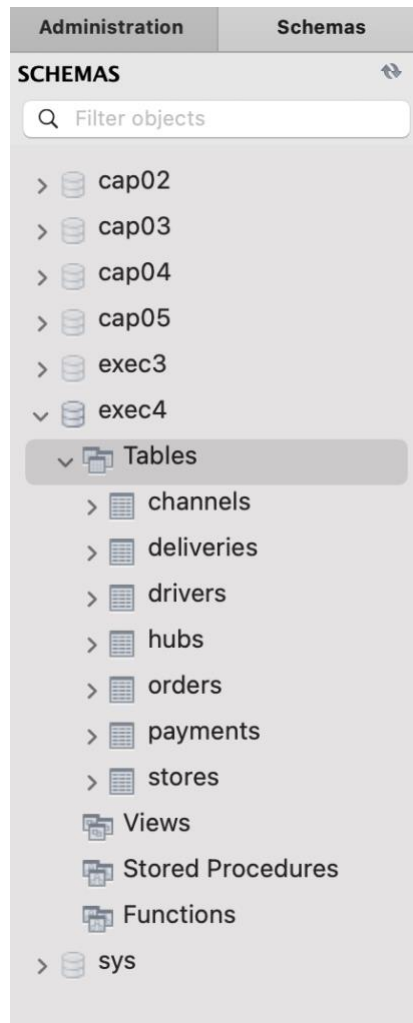 Administration Schemas
SCHEMAS
Filter objects
cap02
cap03
cap04
cap05
exec3
exec4
Tables
channels
deliveries
drivers
hubs
orders
payments
stores
Views
Stored Procedures
Functions
sys